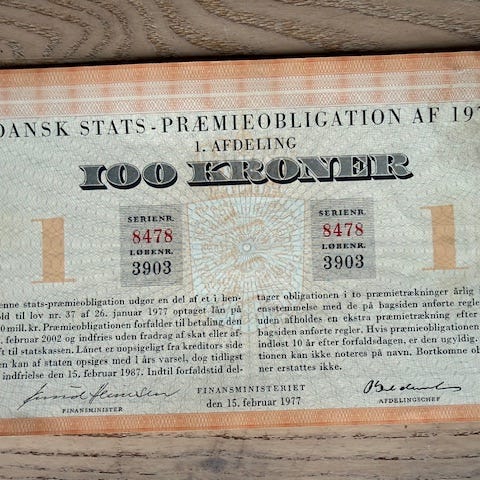 DANSK STATS-PRÆMIEOBLIGATION AF 197
1. AFDELING
100 KRONER
1
1
SERIENR.
8478
LØBENR.
3903
SERIENR.
8478
LØBENR.
3903
enne stats-præmieobligation udgør en del af et i hen-
old til lov nr. 37 af 26. januar 1977 optaget lån på
0 mill. kr. Præmieobligationen forfalder til betaling den
. februar 2002 og indfries uden fradrag af skat eller af-
ft til statskassen. Lånet er uopsigeligt fra kreditors side
en kan af staten opsiges med 1 års varsel, dog tidligst
indfrielse den 15. februar 1987. Indtil forfaldstid del-
tager obligationen i to præmietrækninger årlig
ensstemmelse med de på bagsiden anførte regle
uden afholdes en ekstra præmietrækning efter
bagsiden anførte regler. Hvis præmieobligationen
indløst 10 år efter forfaldsdagen, er den ugyldig.
tionen kan ikke noteres på navn. Bortkomne ob
ner erstattes ikke.
FINANSMINISTERIET
den 15. februar 1977
FINANSMINISTER
AFDELINGSCHEF